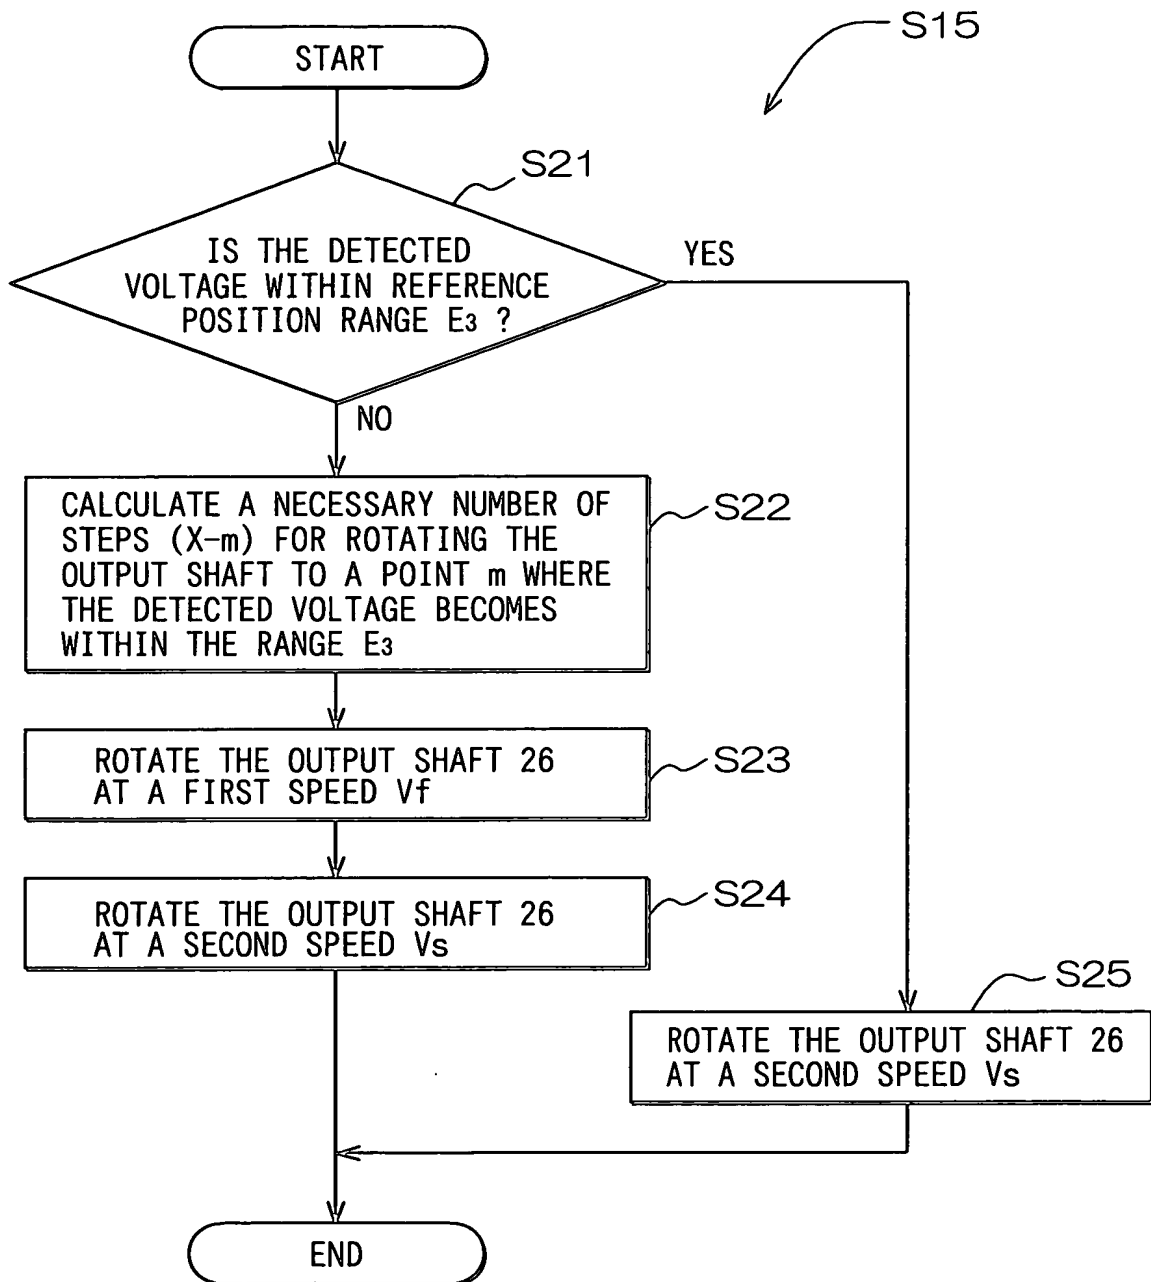 S15
START
S21
IS THE DETECTED
VOLTAGE WITHIN REFERENCE
POSITION RANGE E3 ?
YES
NO
CALCULATE A NECESSARY NUMBER OF
STEPS (X-m) FOR ROTATING THE
OUTPUT SHAFT TO A POINT m WHERE
THE DETECTED VOLTAGE BECOMES
WITHIN THE RANGE E3
S22
ROTATE THE OUTPUT SHAFT 26
AT A FIRST SPEED Vf
S23
ROTATE THE OUTPUT SHAFT 26
AT A SECOND SPEED Vs
S24
S25
ROTATE THE OUTPUT SHAFT 26
AT A SECOND SPEED Vs
END